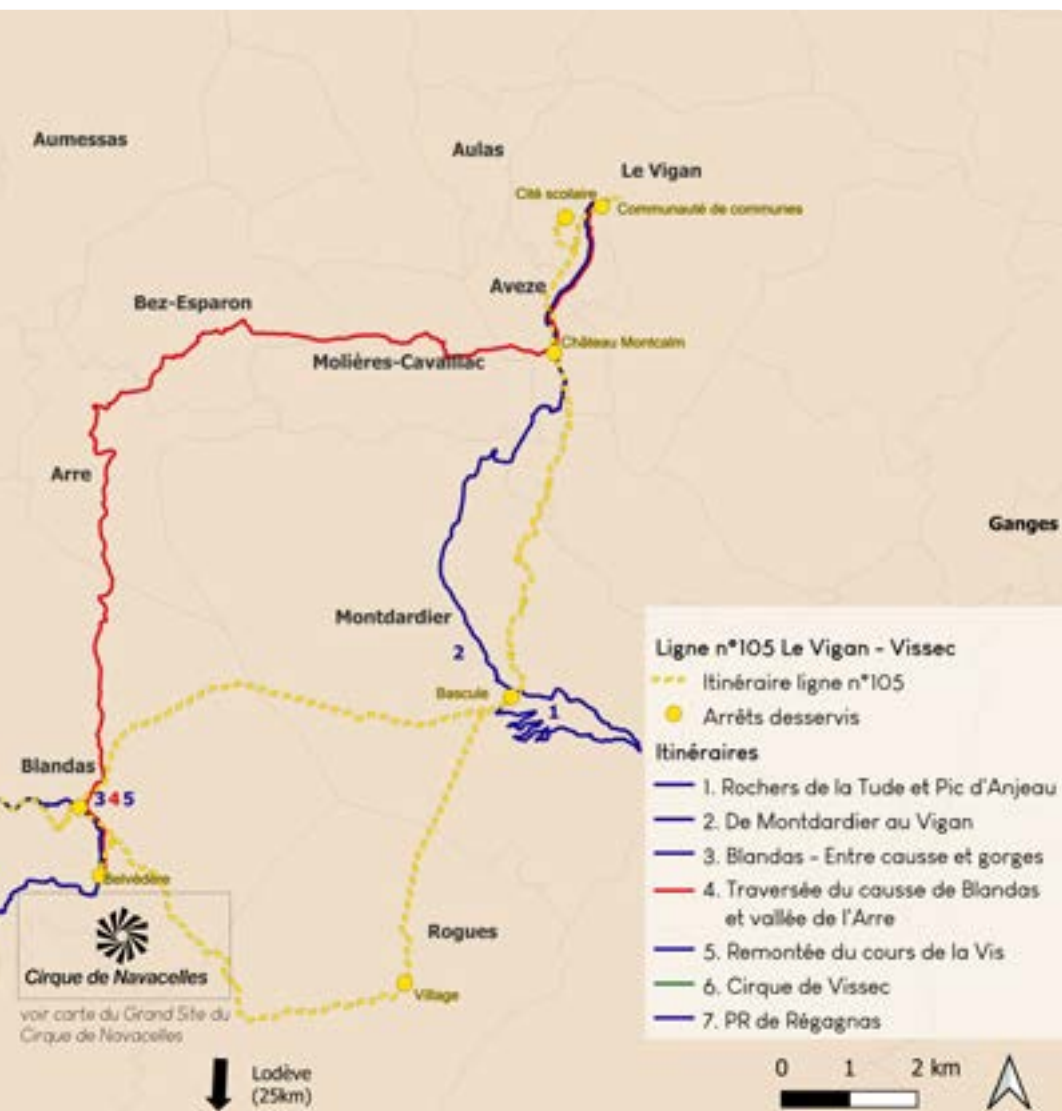 Aumessas
Aulas
Le Vigan
Cité scolaire
Communauté de communes
Aveze
Bez-Esparon
Château Montcalm
Molières-Cavaillac
Arre
Ganges
Montdardier
2
Bascule
1
Blandas
345
Belvédère
Rogues
Village
Cirque de Navacelles
voir carte du Grand Site du
Cirque de Navacelles
Lodève
(25km)
Ligne n°105 Le Vigan - Vissec
Itinéraire ligne n°105
Arrêts desservis
Itinéraires
1. Rochers de la Tude et Pic d'Anjeau
2. De Montdardier au Vigan
3. Blandas - Entre causse et gorges
4. Traversée du causse de Blandas
et vallée de l'Arre
5. Remontée du cours de la Vis
6. Cirque de Vissec
7. PR de Régagnas
0 1 2 km